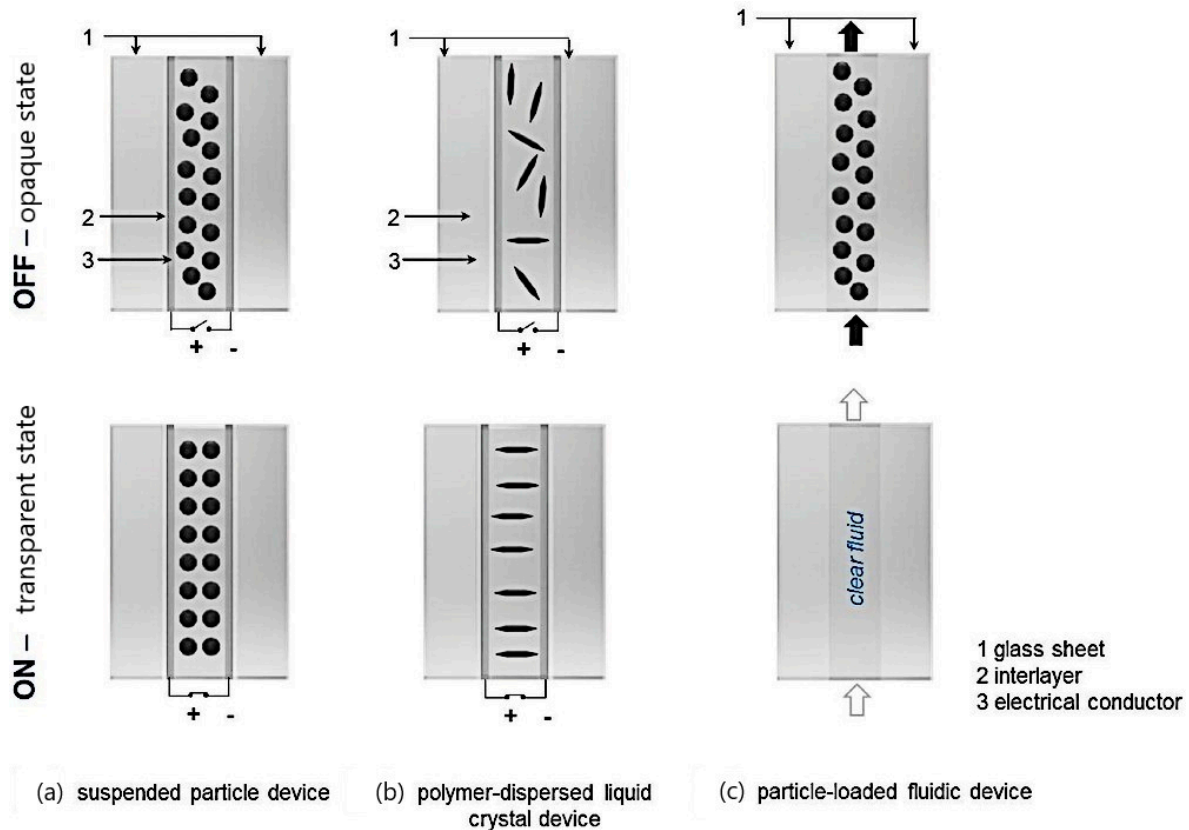 1
1
1
OFF – opaque state
2
3
2
3
+ -
+ -
ON – transparent state
clear fluid
+ -
+ -
1 glass sheet
2 interlayer
3 electrical conductor
(a) suspended particle device
(b) polymer-dispersed liquid
crystal device
(c) particle-loaded fluidic device